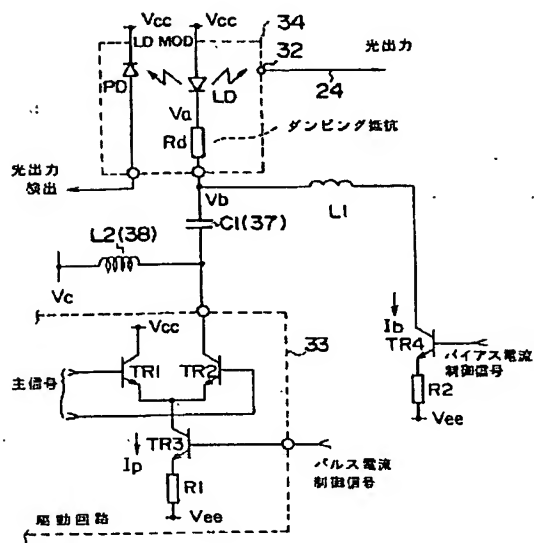 Vcc
Vcc
34
LD MOD
32
光出力
PD
LD
24
Va
Rd
ダンピング抵抗
光出力
検出
Vb
L1
C1(37)
L2(38)
Vc
Vcc
33
Ib
TR4
バイアス電流
制御信号
TR1
TR2
主信号
R2
Vee
TR3
Ip
パルス電流
制御信号
R1
Vee
駆動回路